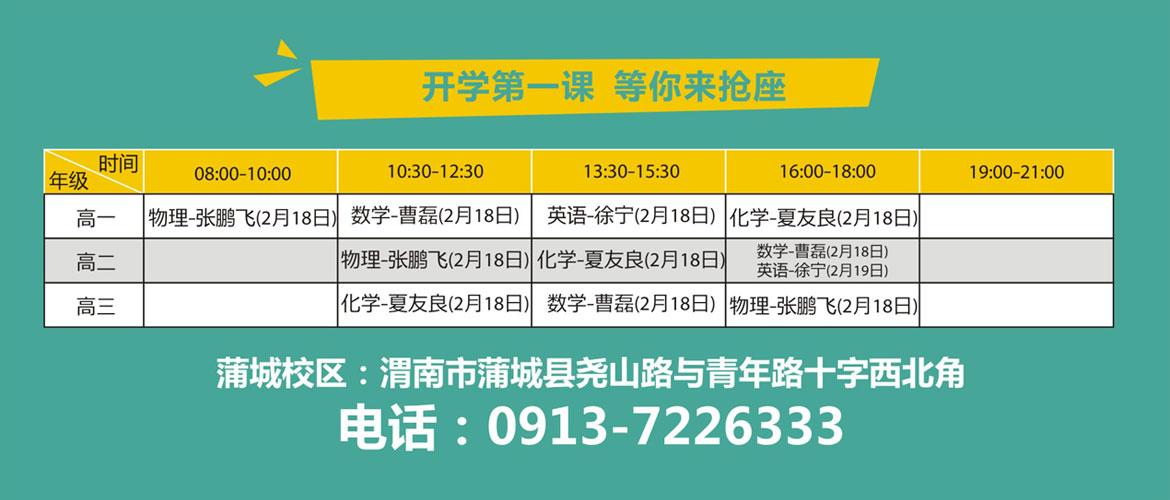 开学第一课 等你来抢座
时间
年级
08:00-10:00 10:30-12:30 13:30-15:30 16:00-18:00 19:00-21:00
高一 物理-张鹏飞(2月18日) 数学-曹磊(2月18日) 英语-徐宁(2月18日) 化学-夏友良(2月18日)
高二 物理-张鹏飞(2月18日) 化学-夏友良(2月18日) 数学-曹磊(2月18日)
英语-徐宁(2月19日)
高三 化学-夏友良(2月18日) 数学-曹磊(2月18日) 物理-张鹏飞(2月18日)
蒲城校区：渭南市蒲城县尧山路与青年路十字西北角
电话：0913-7226333